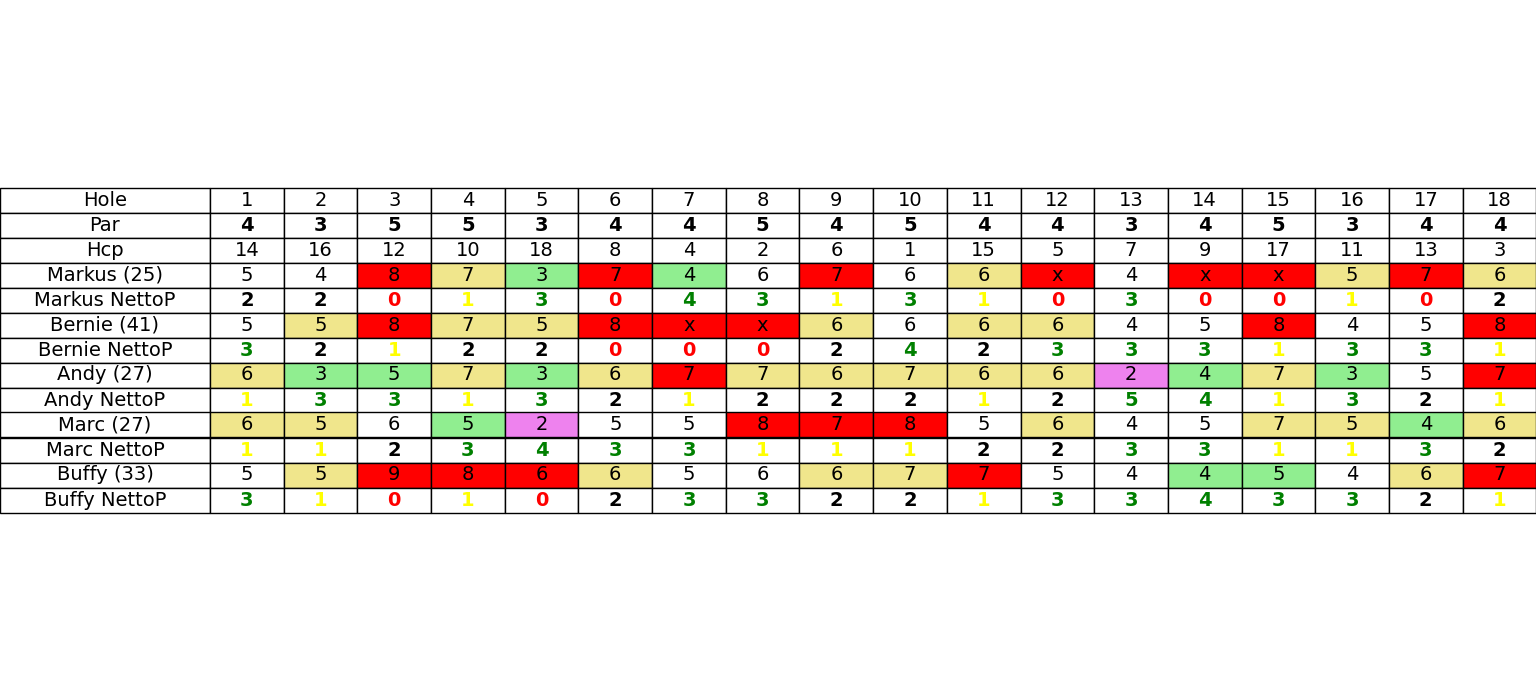 Hole 1 2 3 4 5 6 7 8 9 10 11 12 13 14 15 16 17 18
Par 4 3 5 5 3 4 4 5 4 5 4 4 3 4 5 3 4 4
Hcp 14 16 12 10 18 8 4 2 6 1 15 5 7 9 17 11 13 3
Markus (25) 5 4 8 7 3 7 4 6 7 6 6 x 4 x x 5 7 6
Markus NettoP 2 2 0 1 3 0 4 3 1 3 1 0 3 0 0 1 0 2
Bernie (41) 5 5 8 7 5 8 x x 6 6 6 6 4 5 8 4 5 8
Bernie NettoP 3 2 1 2 2 0 0 0 2 4 2 3 3 3 1 3 3 1
Andy (27) 6 3 5 7 3 6 7 7 6 7 6 6 2 4 7 3 5 7
Andy NettoP 1 3 3 1 3 2 1 2 2 2 1 2 5 4 1 3 2 1
Marc (27) 6 5 6 5 2 5 5 8 7 8 5 6 4 5 7 5 4 6
Marc NettoP 1 1 2 3 4 3 3 1 1 1 2 2 3 3 1 1 3 2
Buffy (33) 5 5 9 8 6 6 5 6 6 7 7 5 4 4 5 4 6 7
Buffy NettoP 3 1 0 1 0 2 3 3 2 2 1 3 3 4 3 3 2 1